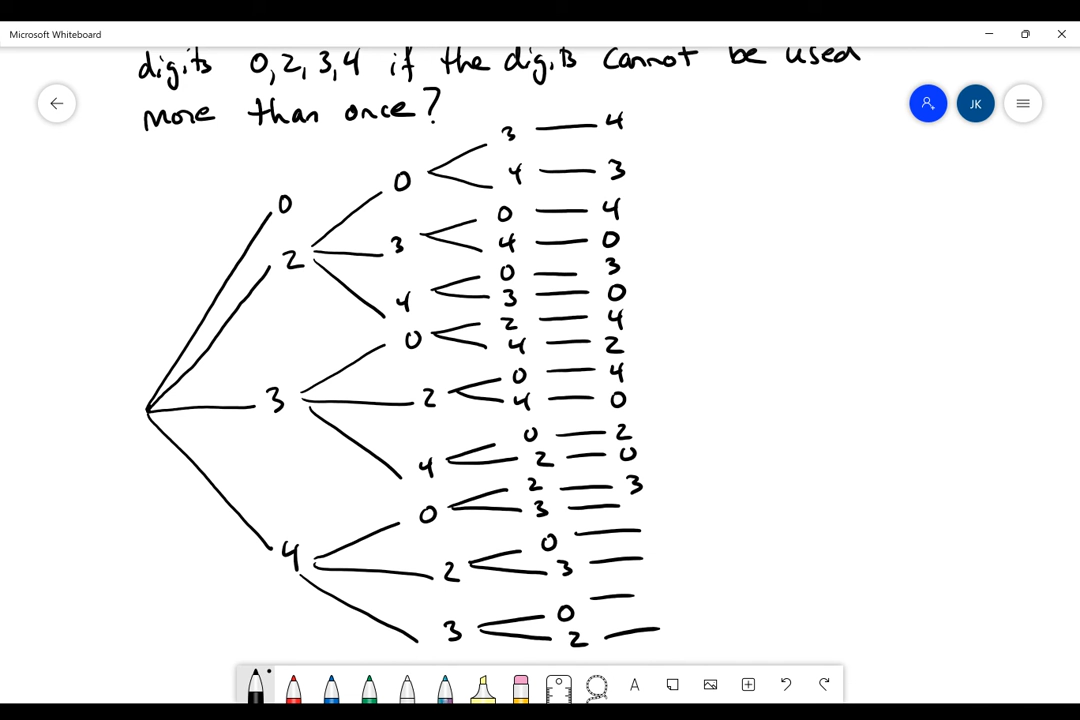 Microsoft Whiteboard
digits 0,2,3,4 if the digits cannot be used
more than once?
JK
3 4
0 4 3
0
2 0 4
3 4 0
0 3
4 3 0
0 2 4
4 2
3 2 0 4
4 0
0 2
4 2 0
0 2 3
3
4 0
2 3
0
3 2
A